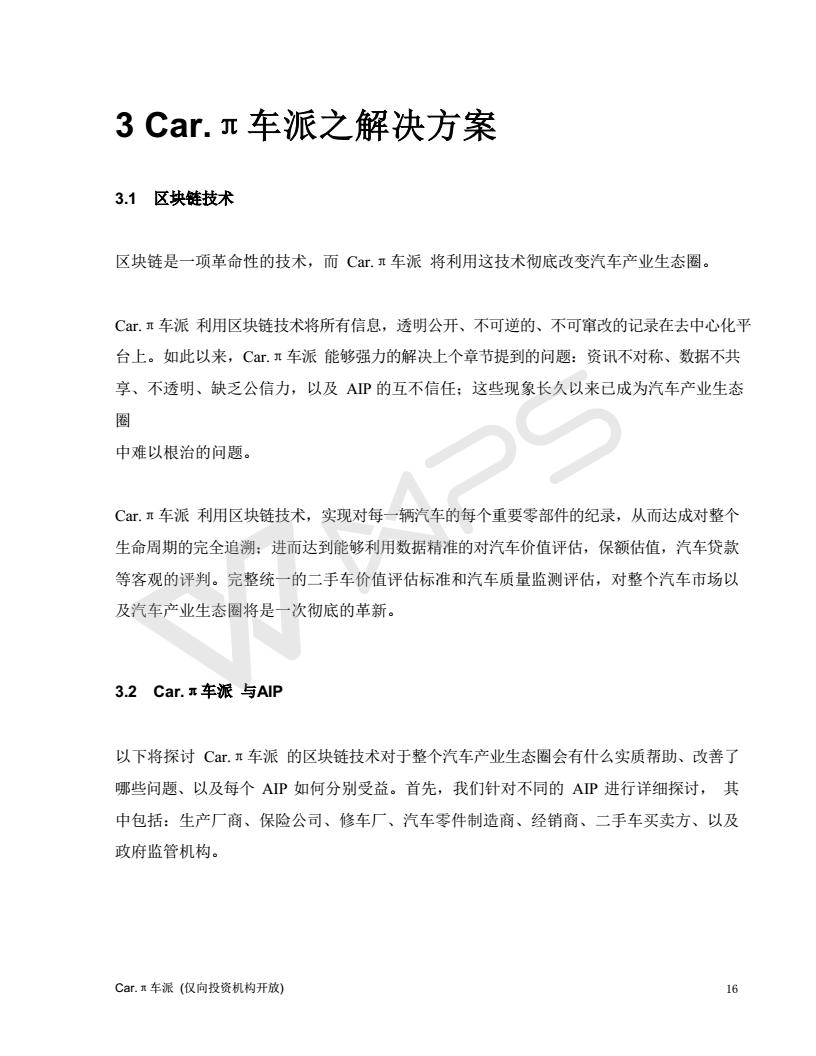 3 Car.π车派之解决方案
3.1 区块链技术
区块链是一项革命性的技术，而 Car.π车派 将利用这技术彻底改变汽车产业生态圈。
Car.π车派 利用区块链技术将所有信息，透明公开、不可逆的、不可窜改的记录在去中心化平
台上。如此以来，Car.π车派 能够强力的解决上个章节提到的问题：资讯不对称、数据不共
享、不透明、缺乏公信力，以及 AIP 的互不信任；这些现象长久以来已成为汽车产业生态
圈
中难以根治的问题。
Car.π车派 利用区块链技术，实现对每一辆汽车的每个重要零部件的纪录，从而达成对整个
生命周期的完全追溯；进而达到能够利用数据精准的对汽车价值评估，保额估值，汽车贷款
等客观的评判。完整统一的二手车价值评估标准和汽车质量监测评估，对整个汽车市场以
及汽车产业生态圈将是一次彻底的革新。
WPS
3.2 Car.π车派 与AIP
以下将探讨 Car.π车派 的区块链技术对于整个汽车产业生态圈会有什么实质帮助、改善了
哪些问题、以及每个 AIP 如何分别受益。首先，我们针对不同的 AIP 进行详细探讨， 其
中包括：生产厂商、保险公司、修车厂、汽车零件制造商、经销商、二手车买卖方、以及
政府监管机构。
Car.π车派 (仅向投资机构开放) 16